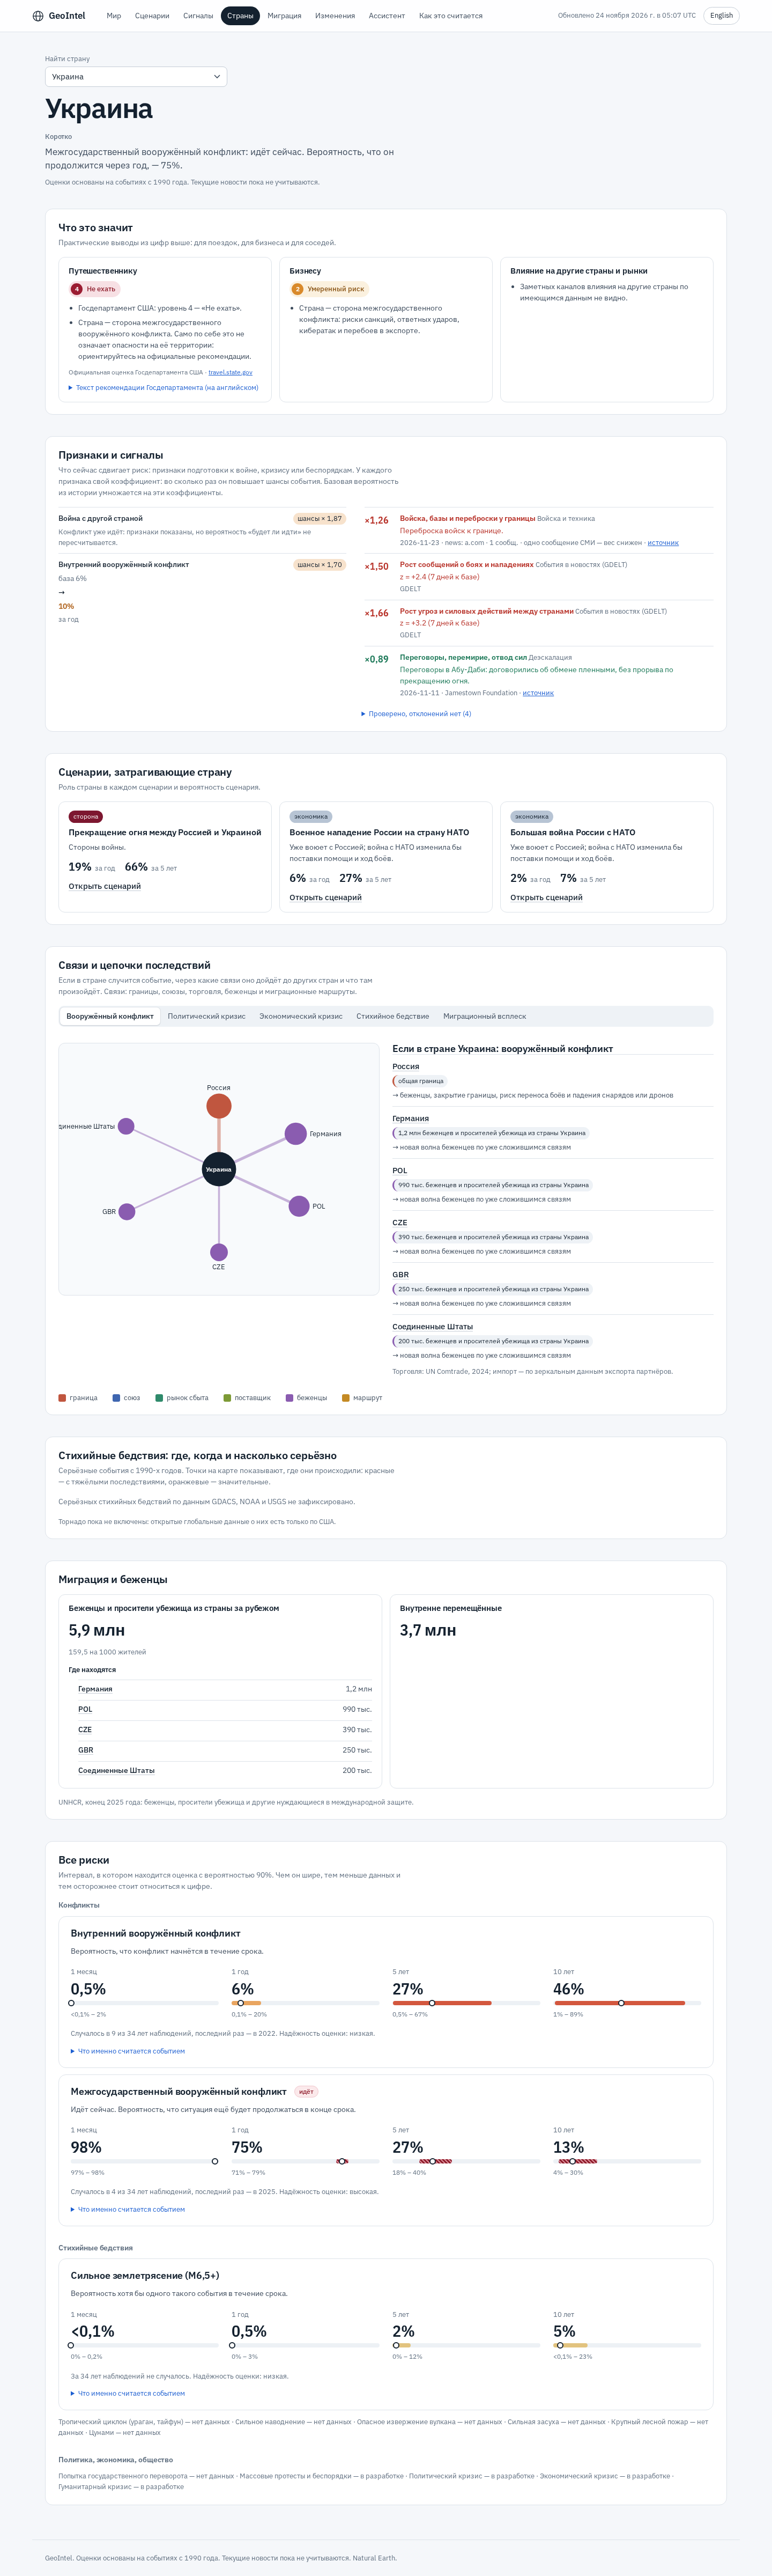 GeoIntel
Мир
Сценарии
Сигналы
Страны
Миграция
Изменения
Ассистент
Как это считается
Обновлено 24 ноября 2026 г. в 05:07 UTC
English
Найти страну
Украина
Украина
Коротко
Межгосударственный вооружённый конфликт: идёт сейчас. Вероятность, что он
продолжится через год, — 75%.
Оценки основаны на событиях с 1990 года. Текущие новости пока не учитываются.
Что это значит
Практические выводы из цифр выше: для поездок, для бизнеса и для соседей.
Путешественнику
4 Не ехать
Госдепартамент США: уровень 4 — «Не ехать».
Страна — сторона межгосударственного
вооружённого конфликта. Само по себе это не
означает опасности на её территории:
ориентируйтесь на официальные рекомендации.
Официальная оценка Госдепартамента США · travel.state.gov
Текст рекомендации Госдепартамента (на английском)
Бизнесу
2 Умеренный риск
Страна — сторона межгосударственного
конфликта: риски санкций, ответных ударов,
кибератак и перебоев в экспорте.
Влияние на другие страны и рынки
Заметных каналов влияния на другие страны по
имеющимся данным не видно.
Признаки и сигналы
Что сейчас сдвигает риск: признаки подготовки к войне, кризису или беспорядкам. У каждого
признака свой коэффициент: во сколько раз он повышает шансы события. Базовая вероятность
из истории умножается на эти коэффициенты.
Война с другой страной
шансы × 1,87
Конфликт уже идёт: признаки показаны, но вероятность «будет ли идти» не
пересчитывается.
Внутренний вооружённый конфликт
шансы × 1,70
база 6%
→
10%
за год
×1,26
Войска, базы и переброски у границы Войска и техника
Переброска войск к границе.
2026-11-23 · news: a.com · 1 сообщ. · одно сообщение СМИ — вес снижен · источник
×1,50
Рост сообщений о боях и нападениях События в новостях (GDELT)
z = +2.4 (7 дней к базе)
GDELT
×1,66
Рост угроз и силовых действий между странами События в новостях (GDELT)
z = +3.2 (7 дней к базе)
GDELT
×0,89
Переговоры, перемирие, отвод сил Деэскалация
Переговоры в Абу-Даби: договорились об обмене пленными, без прорыва по
прекращению огня.
2026-11-11 · Jamestown Foundation · источник
Проверено, отклонений нет (4)
Сценарии, затрагивающие страну
Роль страны в каждом сценарии и вероятность сценария.
сторона
Прекращение огня между Россией и Украиной
Стороны войны.
19% за год 66% за 5 лет
Открыть сценарий
экономика
Военное нападение России на страну НАТО
Уже воюет с Россией; война с НАТО изменила бы
поставки помощи и ход боёв.
6% за год 27% за 5 лет
Открыть сценарий
экономика
Большая война России с НАТО
Уже воюет с Россией; война с НАТО изменила бы
поставки помощи и ход боёв.
2% за год 7% за 5 лет
Открыть сценарий
Связи и цепочки последствий
Если в стране случится событие, через какие связи оно дойдёт до других стран и что там
произойдёт. Связи: границы, союзы, торговля, беженцы и миграционные маршруты.
Вооружённый конфликт
Политический кризис
Экономический кризис
Стихийное бедствие
Миграционный всплеск
Россия
диненные Штаты
Германия
Украина
GBR
POL
CZE
Если в стране Украина: вооружённый конфликт
Россия
общая граница
→ беженцы, закрытие границы, риск переноса боёв и падения снарядов или дронов
Германия
1,2 млн беженцев и просителей убежища из страны Украина
→ новая волна беженцев по уже сложившимся связям
POL
990 тыс. беженцев и просителей убежища из страны Украина
→ новая волна беженцев по уже сложившимся связям
CZE
390 тыс. беженцев и просителей убежища из страны Украина
→ новая волна беженцев по уже сложившимся связям
GBR
250 тыс. беженцев и просителей убежища из страны Украина
→ новая волна беженцев по уже сложившимся связям
Соединенные Штаты
200 тыс. беженцев и просителей убежища из страны Украина
→ новая волна беженцев по уже сложившимся связям
Торговля: UN Comtrade, 2024; импорт — по зеркальным данным экспорта партнёров.
граница
союз
рынок сбыта
поставщик
беженцы
маршрут
Стихийные бедствия: где, когда и насколько серьёзно
Серьёзные события с 1990-х годов. Точки на карте показывают, где они происходили: красные
— с тяжёлыми последствиями, оранжевые — значительные.
Серьёзных стихийных бедствий по данным GDACS, NOAA и USGS не зафиксировано.
Торнадо пока не включены: открытые глобальные данные о них есть только по США.
Миграция и беженцы
Беженцы и просители убежища из страны за рубежом
5,9 млн
159,5 на 1000 жителей
Где находятся
Германия 1,2 млн
POL 990 тыс.
CZE 390 тыс.
GBR 250 тыс.
Соединенные Штаты 200 тыс.
Внутренне перемещённые
3,7 млн
UNHCR, конец 2025 года: беженцы, просители убежища и другие нуждающиеся в международной защите.
Все риски
Интервал, в котором находится оценка с вероятностью 90%. Чем он шире, тем меньше данных и
тем осторожнее стоит относиться к цифре.
Конфликты
Внутренний вооружённый конфликт
Вероятность, что конфликт начнётся в течение срока.
1 месяц 1 год 5 лет 10 лет
0,5% 6% 27% 46%
<0,1% – 2% 0,1% – 20% 0,5% – 67% 1% – 89%
Случалось в 9 из 34 лет наблюдений, последний раз — в 2022. Надёжность оценки: низкая.
Что именно считается событием
Межгосударственный вооружённый конфликт идёт
Идёт сейчас. Вероятность, что ситуация ещё будет продолжаться в конце срока.
1 месяц 1 год 5 лет 10 лет
98% 75% 27% 13%
97% – 98% 71% – 79% 18% – 40% 4% – 30%
Случалось в 4 из 34 лет наблюдений, последний раз — в 2025. Надёжность оценки: высокая.
Что именно считается событием
Стихийные бедствия
Сильное землетрясение (M6,5+)
Вероятность хотя бы одного такого события в течение срока.
1 месяц 1 год 5 лет 10 лет
<0,1% 0,5% 2% 5%
0% – 0,2% 0% – 3% 0% – 12% <0,1% – 23%
За 34 лет наблюдений не случалось. Надёжность оценки: низкая.
Что именно считается событием
Тропический циклон (ураган, тайфун) — нет данных · Сильное наводнение — нет данных · Опасное извержение вулкана — нет данных · Сильная засуха — нет данных · Крупный лесной пожар — нет
данных · Цунами — нет данных
Политика, экономика, общество
Попытка государственного переворота — нет данных · Массовые протесты и беспорядки — в разработке · Политический кризис — в разработке · Экономический кризис — в разработке ·
Гуманитарный кризис — в разработке
GeoIntel. Оценки основаны на событиях с 1990 года. Текущие новости пока не учитываются. Natural Earth.